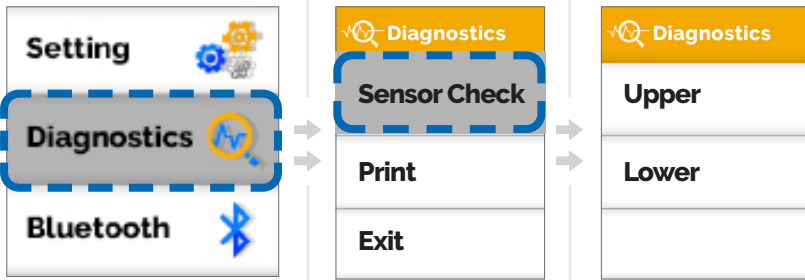 Setting
Diagnostics
Bluetooth
Diagnostics
Sensor Check
Print
Exit
Diagnostics
Upper
Lower